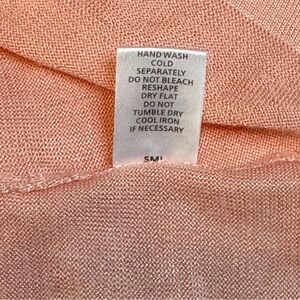 HAND WASH
COLD
SEPARATELY
DO NOT BLEACH
RESHAPE
DRY FLAT
DO NOT
TUMBLE DRY
COOL IRON
IF NECESSARY